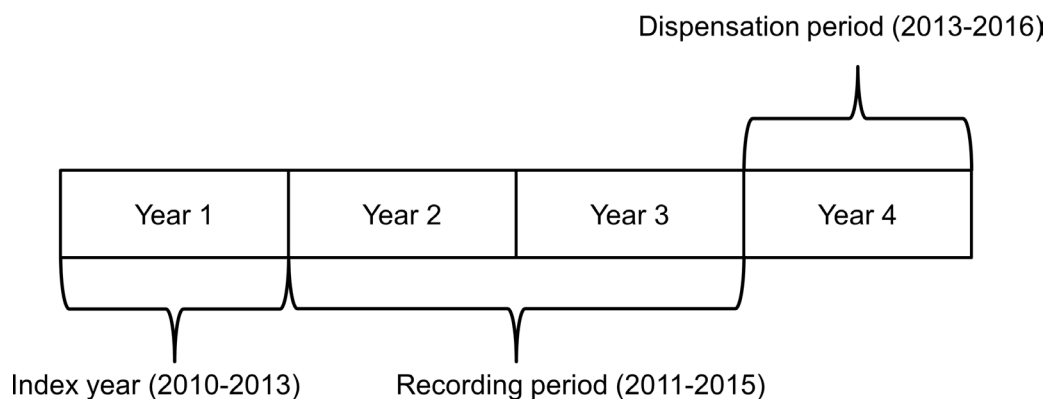 Dispensation period (2013-2016)
Year 1 Year 2 Year 3 Year 4
Index year (2010-2013) Recording period (2011-2015)